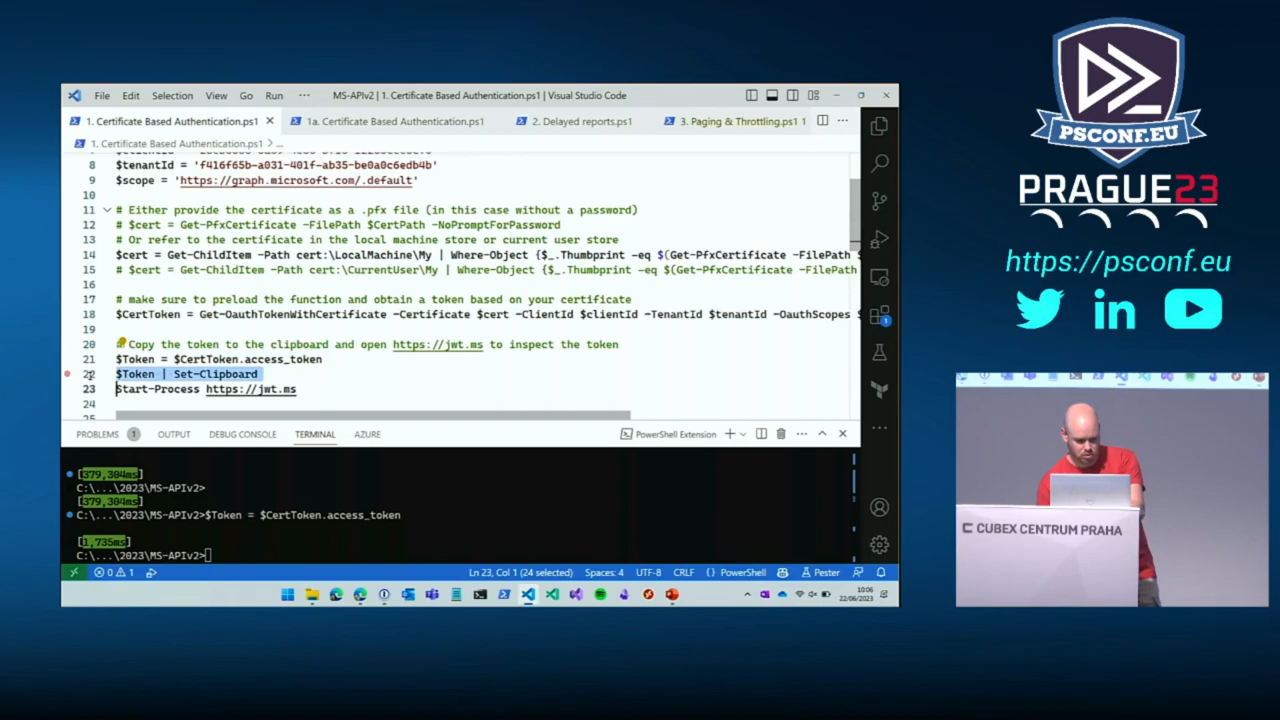 File Edit Selection View Go Run ··· MS-APIv2 | 1. Certificate Based Authentication.ps1 | Visual Studio Code
1. Certificate Based Authentication.ps1 1a. Certificate Based Authentication.ps1 2. Delayed reports.ps1 3. Paging & Throttling.ps1 1
1. Certificate Based Authentication.ps1 > ...
8 $tenantId = 'f416f65b-a031-401f-ab35-be0a0c6edb4b'
9 $scope = 'https://graph.microsoft.com/.default'
10
11 # Either provide the certificate as a .pfx file (in this case without a password)
12 # $cert = Get-PfxCertificate -FilePath $CertPath -NoPromptForPassword
13 # Or refer to the certificate in the local machine store or current user store
14 $cert = Get-ChildItem -Path cert:\LocalMachine\My | Where-Object {$_.Thumbprint -eq $(Get-PfxCertificate -FilePath $
15 # $cert = Get-ChildItem -Path cert:\CurrentUser\My | Where-Object {$_.Thumbprint -eq $(Get-PfxCertificate -FilePath
16
17 # make sure to preload the function and obtain a token based on your certificate
18 $CertToken = Get-OauthTokenWithCertificate -Certificate $cert -ClientId $clientId -TenantId $tenantId -OauthScopes $
19
20 Copy the token to the clipboard and open https://jwt.ms to inspect the token
21 $Token = $CertToken.access_token
22 $Token | Set-Clipboard
23 Start-Process https://jwt.ms
24
25
PROBLEMS 1 OUTPUT DEBUG CONSOLE TERMINAL AZURE PowerShell Extension
[379,304ms]
C:\...\2023\MS-APIv2>
[379,304ms]
C:\...\2023\MS-APIv2>$Token = $CertToken.access_token
[1,735ms]
C:\...\2023\MS-APIv2>
0 1 Ln 23, Col 1 (24 selected) Spaces: 4 UTF-8 CRLF {} PowerShell Pester
10:06
22/06/2023
PSCONF.EU
PRAGUE23
https://psconf.eu
in
CUBEX CENTRUM PRAHA